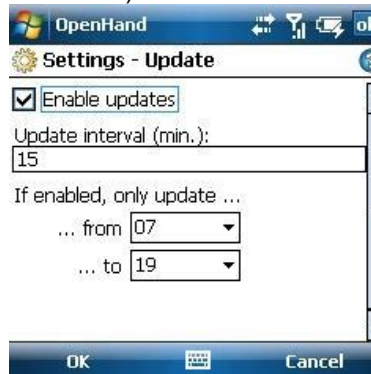 OpenHand
Settings - Update
Enable updates
Update interval (min.):
15
If enabled, only update ...
... from 07
... to 19
OK Cancel